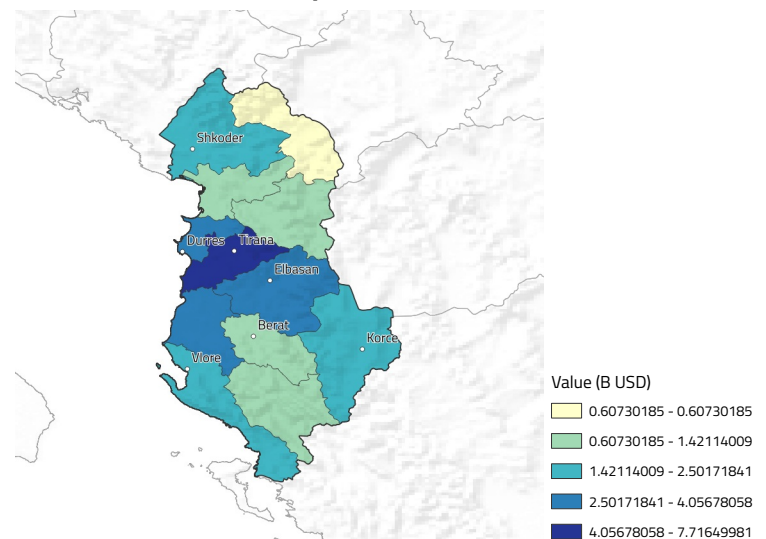 Shkoder
Durres
Tirana
Elbasan
Berat
Korce
Vlore
Value (B USD)
0.60730185 - 0.60730185
0.60730185 - 1.42114009
1.42114009 - 2.50171841
2.50171841 - 4.05678058
4.05678058 - 7.71649981